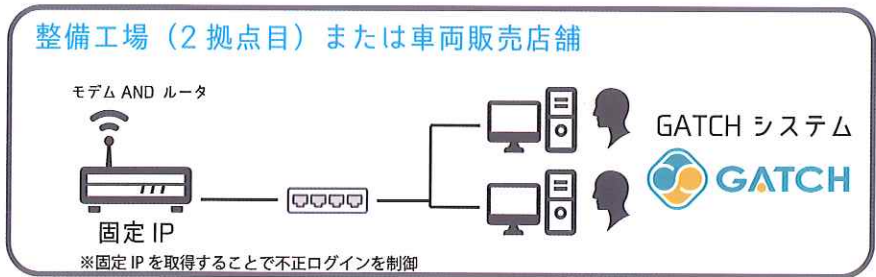 整備工場（2 拠点目）または車両販売店舗
モデム AND ルータ
GATCH システム
GATCH
固定 IP
※固定 IP を取得することで不正ログインを制御